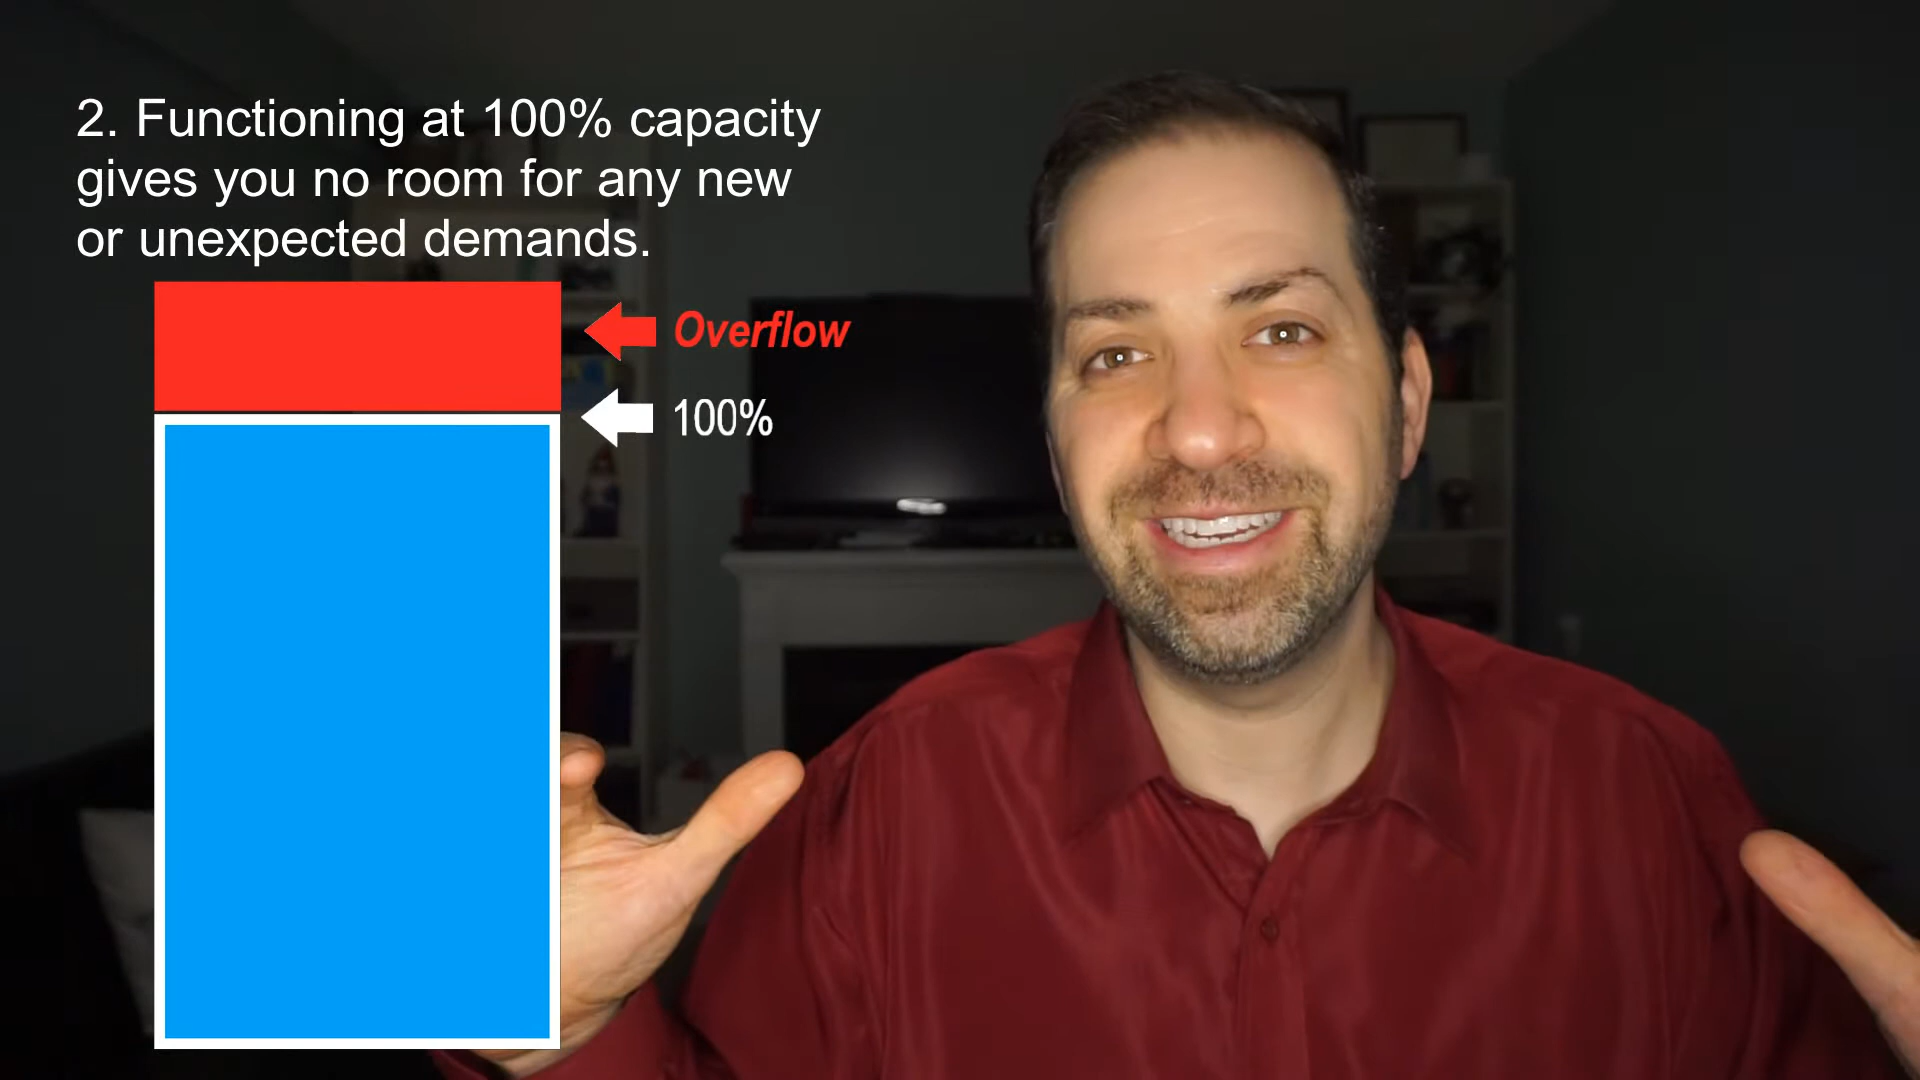 2. Functioning at 100% capacity
gives you no room for any new
or unexpected demands.
Overflow
100%